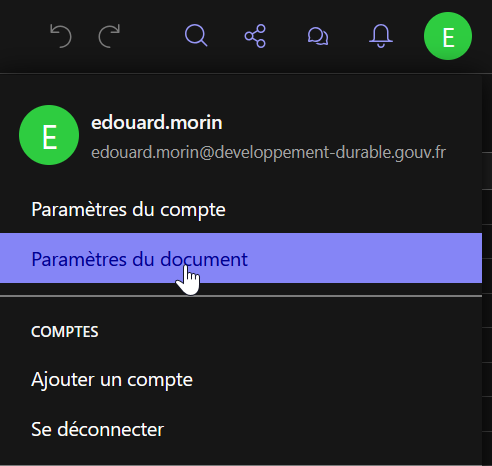 E
E
edouard.morin
edouard.morin@developpement-durable.gouv.fr
Paramètres du compte
Paramètres du document
COMPTES
Ajouter un compte
Se déconnecter